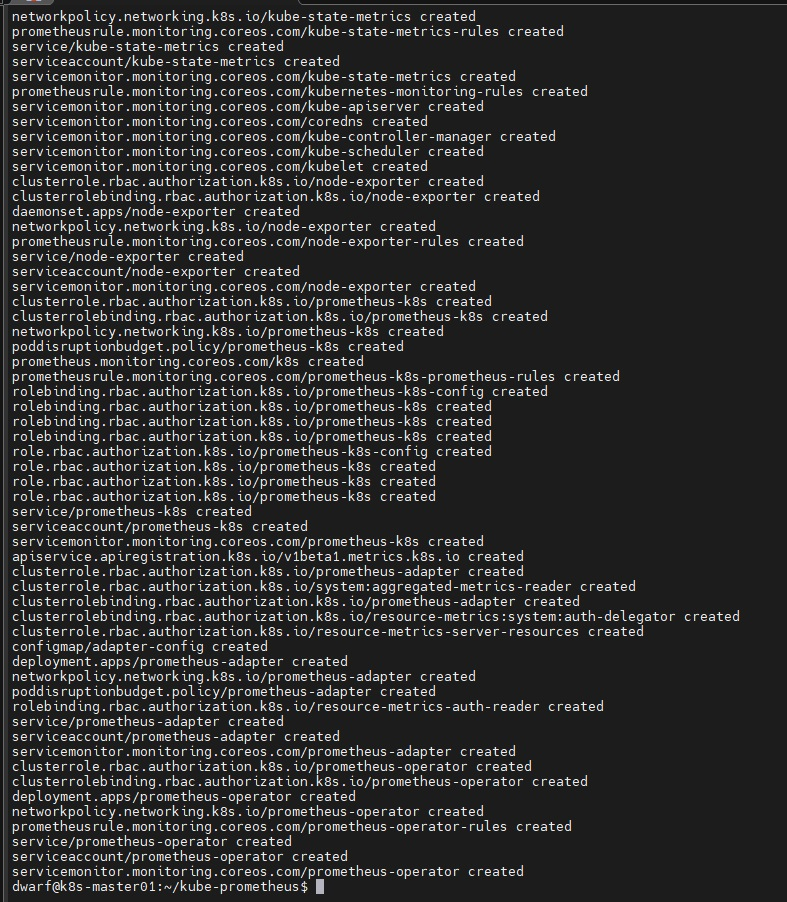 networkpolicy.networking.k8s.io/kube-state-metrics created
prometheusrule.monitoring.coreos.com/kube-state-metrics-rules created
service/kube-state-metrics created
serviceaccount/kube-state-metrics created
servicemonitor.monitoring.coreos.com/kube-state-metrics created
prometheusrule.monitoring.coreos.com/kubernetes-monitoring-rules created
servicemonitor.monitoring.coreos.com/kube-apiserver created
servicemonitor.monitoring.coreos.com/coredns created
servicemonitor.monitoring.coreos.com/kube-controller-manager created
servicemonitor.monitoring.coreos.com/kube-scheduler created
servicemonitor.monitoring.coreos.com/kubelet created
clusterrole.rbac.authorization.k8s.io/node-exporter created
clusterrolebinding.rbac.authorization.k8s.io/node-exporter created
daemonset.apps/node-exporter created
networkpolicy.networking.k8s.io/node-exporter created
prometheusrule.monitoring.coreos.com/node-exporter-rules created
service/node-exporter created
serviceaccount/node-exporter created
servicemonitor.monitoring.coreos.com/node-exporter created
clusterrole.rbac.authorization.k8s.io/prometheus-k8s created
clusterrolebinding.rbac.authorization.k8s.io/prometheus-k8s created
networkpolicy.networking.k8s.io/prometheus-k8s created
poddisruptionbudget.policy/prometheus-k8s created
prometheus.monitoring.coreos.com/k8s created
prometheusrule.monitoring.coreos.com/prometheus-k8s-prometheus-rules created
rolebinding.rbac.authorization.k8s.io/prometheus-k8s-config created
rolebinding.rbac.authorization.k8s.io/prometheus-k8s created
rolebinding.rbac.authorization.k8s.io/prometheus-k8s created
rolebinding.rbac.authorization.k8s.io/prometheus-k8s created
role.rbac.authorization.k8s.io/prometheus-k8s-config created
role.rbac.authorization.k8s.io/prometheus-k8s created
role.rbac.authorization.k8s.io/prometheus-k8s created
role.rbac.authorization.k8s.io/prometheus-k8s created
service/prometheus-k8s created
serviceaccount/prometheus-k8s created
servicemonitor.monitoring.coreos.com/prometheus-k8s created
apiservice.apiregistration.k8s.io/v1beta1.metrics.k8s.io created
clusterrole.rbac.authorization.k8s.io/prometheus-adapter created
clusterrole.rbac.authorization.k8s.io/system:aggregated-metrics-reader created
clusterrolebinding.rbac.authorization.k8s.io/prometheus-adapter created
clusterrolebinding.rbac.authorization.k8s.io/resource-metrics:system:auth-delegator created
clusterrole.rbac.authorization.k8s.io/resource-metrics-server-resources created
configmap/adapter-config created
deployment.apps/prometheus-adapter created
networkpolicy.networking.k8s.io/prometheus-adapter created
poddisruptionbudget.policy/prometheus-adapter created
rolebinding.rbac.authorization.k8s.io/resource-metrics-auth-reader created
service/prometheus-adapter created
serviceaccount/prometheus-adapter created
servicemonitor.monitoring.coreos.com/prometheus-adapter created
clusterrole.rbac.authorization.k8s.io/prometheus-operator created
clusterrolebinding.rbac.authorization.k8s.io/prometheus-operator created
deployment.apps/prometheus-operator created
networkpolicy.networking.k8s.io/prometheus-operator created
prometheusrule.monitoring.coreos.com/prometheus-operator-rules created
service/prometheus-operator created
serviceaccount/prometheus-operator created
servicemonitor.monitoring.coreos.com/prometheus-operator created
dwarf@k8s-master01:~/kube-prometheus$